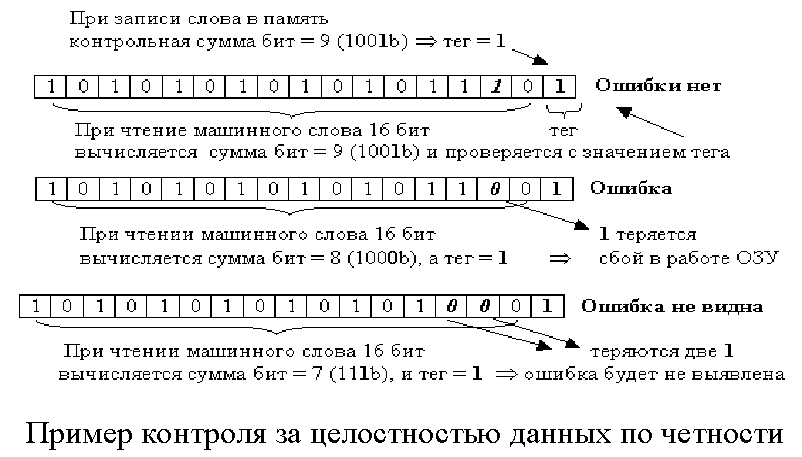 При записи слова в память
контрольная сумма бит = 9 (1001b) ⇒ тег = 1
1 0 1 0 1 0 1 0 1 0 1 0 1 1 1 0 1 Ошибки нет
При чтение машинного слова 16 бит тег
вычисляется сумма бит = 9 (1001b) и проверяется с значением тега
1 0 1 0 1 0 1 0 1 0 1 0 1 1 0 0 1 Ошибка
При чтении машинного слова 16 бит 1 теряется
вычисляется сумма бит = 8 (1000b), а тег = 1 ⇒ сбой в работе ОЗУ
1 0 1 0 1 0 1 0 1 0 1 0 1 0 0 0 1 Ошибка не видна
При чтении машинного слова 16 бит теряются две 1
вычисляется сумма бит = 7 (111b), и тег = 1 ⇒ ошибка будет не выявлена
Пример контроля за целостностью данных по четности